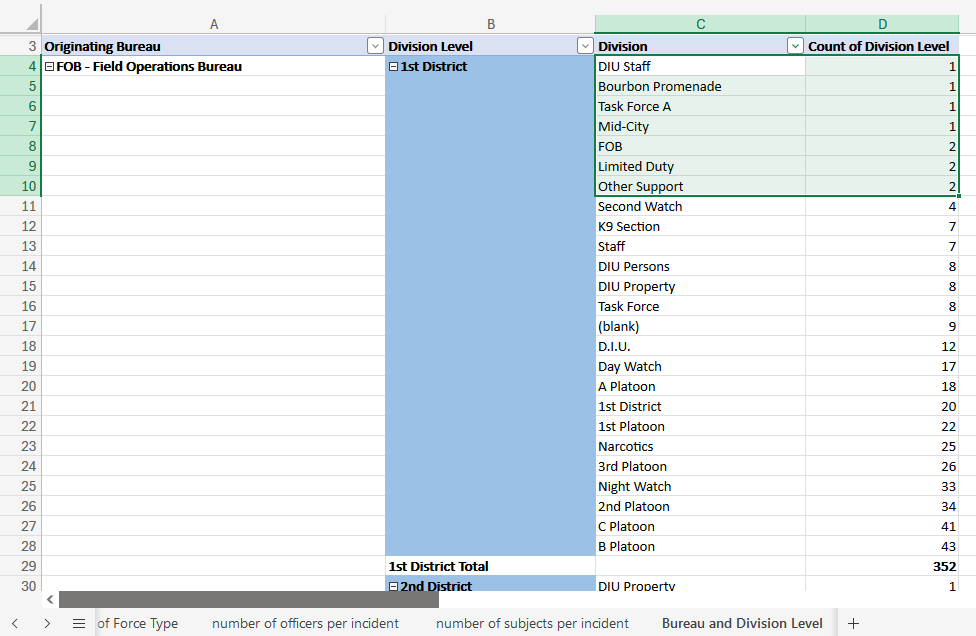 A B C D
3 Originating Bureau Division Level Division Count of Division Level
4 FOB - Field Operations Bureau 1st District DIU Staff 1
5 Bourbon Promenade 1
6 Task Force A 1
7 Mid-City 1
8 FOB 2
9 Limited Duty 2
10 Other Support 2
11 Second Watch 4
12 K9 Section 7
13 Staff 7
14 DIU Persons 8
15 DIU Property 8
16 Task Force 8
17 (blank) 9
18 D.I.U. 12
19 Day Watch 17
20 A Platoon 18
21 1st District 20
22 1st Platoon 22
23 Narcotics 25
24 3rd Platoon 26
25 Night Watch 33
26 2nd Platoon 34
27 C Platoon 41
28 B Platoon 43
29 1st District Total 352
30 2nd District DIU Property 1
of Force Type number of officers per incident number of subjects per incident Bureau and Division Level